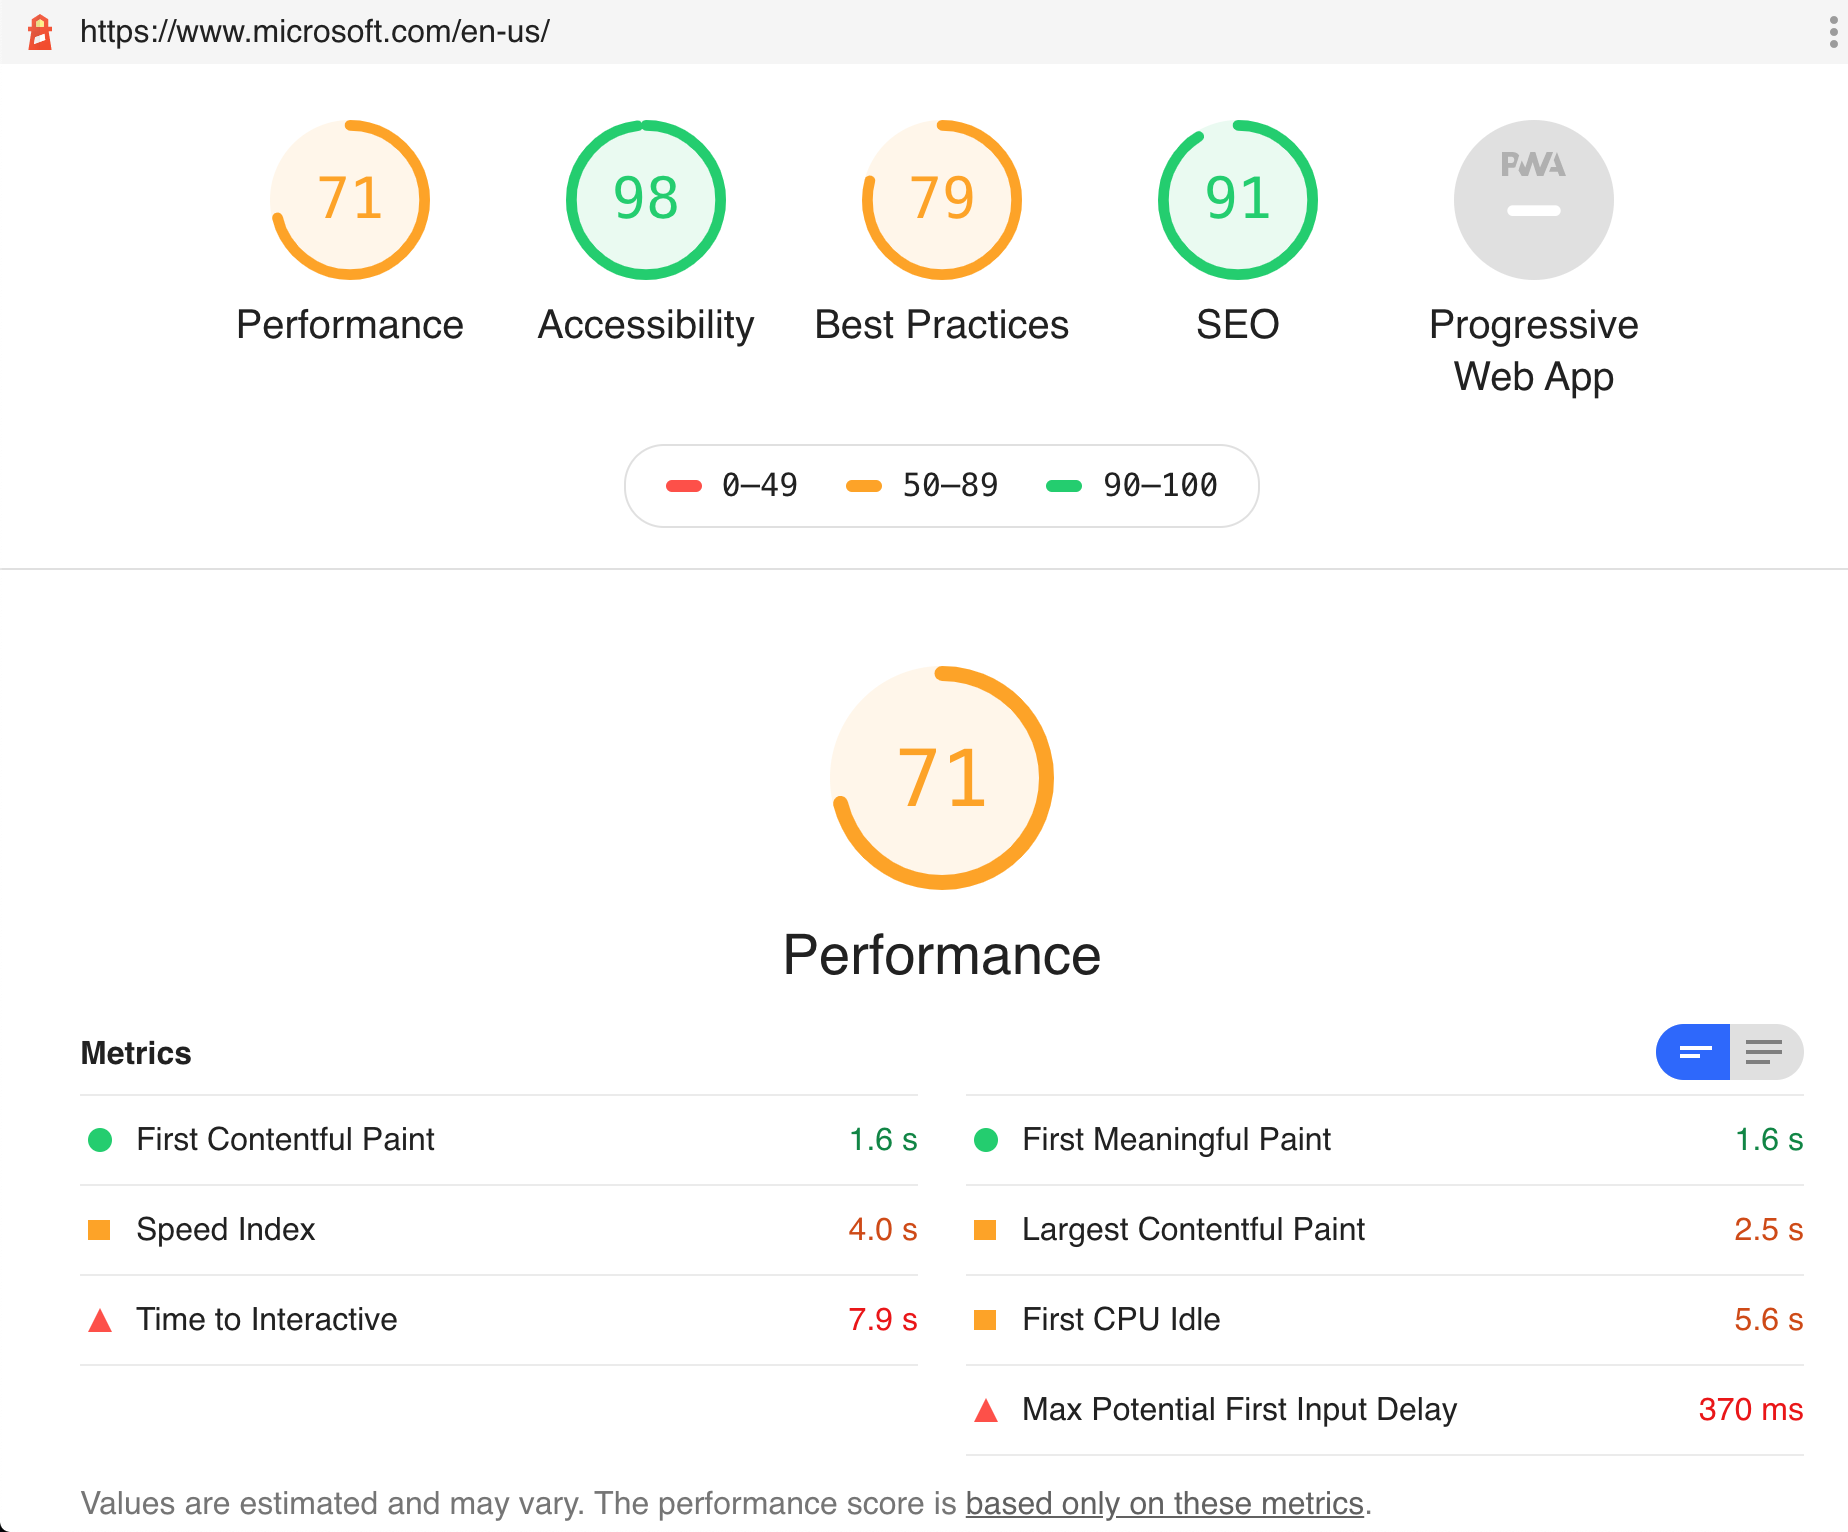 https://www.microsoft.com/en-us/
71
98
79
91
PWA
Performance
Accessibility
Best Practices
SEO
Progressive
Web App
0–49
50–89
90–100
71
Performance
Metrics
First Contentful Paint 1.6 s
First Meaningful Paint 1.6 s
Speed Index 4.0 s
Largest Contentful Paint 2.5 s
Time to Interactive 7.9 s
First CPU Idle 5.6 s
Max Potential First Input Delay 370 ms
Values are estimated and may vary. The performance score is based only on these metrics.